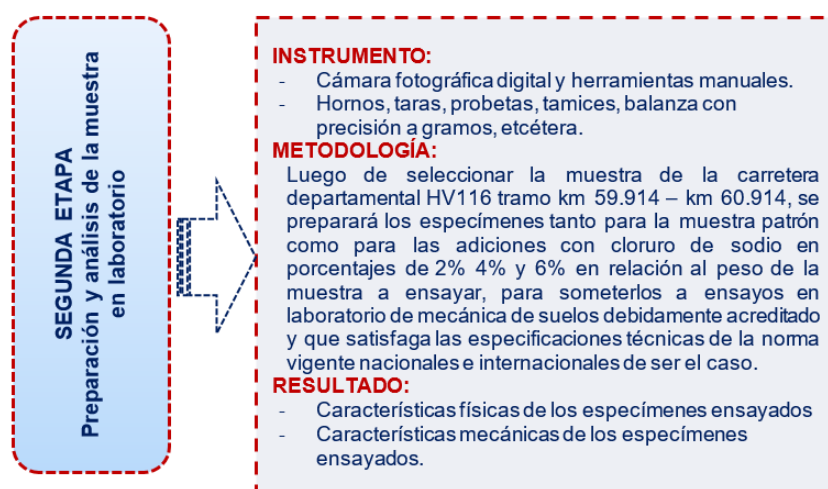 SEGUNDA ETAPA
Preparación y análisis de la muestra
en laboratorio
INSTRUMENTO:
- Cámara fotográfica digital y herramientas manuales.
- Hornos, taras, probetas, tamices, balanza con
precisión a gramos, etcétera.
METODOLOGÍA:
Luego de seleccionar la muestra de la carretera
departamental HV116 tramo km 59.914 – km 60.914, se
preparará los especímenes tanto para la muestra patrón
como para las adiciones con cloruro de sodio en
porcentajes de 2% 4% y 6% en relación al peso de la
muestra a ensayar, para someterlos a ensayos en
laboratorio de mecánica de suelos debidamente acreditado
y que satisfaga las especificaciones técnicas de la norma
vigente nacionales e internacionales de ser el caso.
RESULTADO:
- Características físicas de los especímenes ensayados
- Características mecánicas de los especímenes
ensayados.